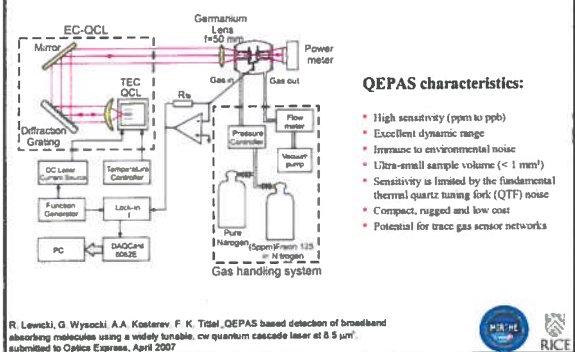 EC-QCL
Mirror
Germanium
Lens
f=50 mm
Power
meter
Gas in
Gas out
TEC
QCL
Diffraction
Grating
DC Laser
Current Source
Temperature
Controller
Function
Generator
Lock-in
PC
DAQCard
6062E
Pressure
Controller
Flow
meter
Vacuum
pump
Pure
Nitrogen
(5ppm)Freon 125
in Nitrogen
Gas handling system
QEPAS characteristics:
• High sensitivity (ppm to ppb)
• Excellent dynamic range
• Immune to environmental noise
• Ultra-small sample volume (< 1 mm³)
• Sensitivity is limited by the fundamental
thermal quartz tuning fork (QTF) noise
• Compact, rugged and low cost
• Potential for trace gas sensor networks
R. Lewicki, G. Wysocki, A.A. Kosterev, F. K. Tittel „QEPAS based detection of broadband
absorbing molecules using a widely tunable, cw quantum cascade laser at 8.5 µm",
submitted to Optics Express, April 2007
MIRTHE
RICE